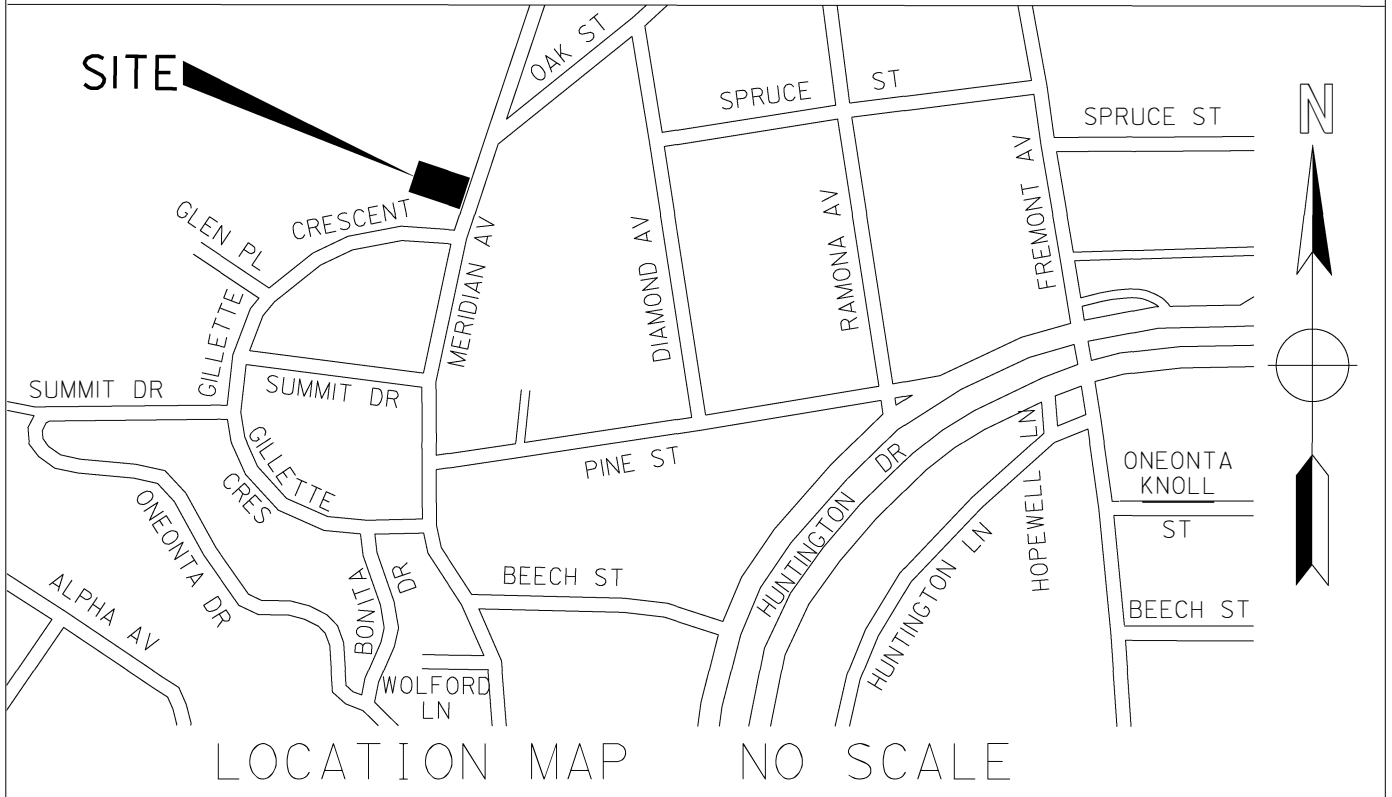 OAK ST
SITE
SPRUCE ST
SPRUCE ST
N
GLEN PL
CRESCENT
MERIDIAN AV
DIAMOND AV
RAMONA AV
FREMONT AV
GILLETTE
SUMMIT DR
SUMMIT DR
GILLETTE
CRES
PINE ST
HUNTINGTON DR
HOPEWELL LN
ONEONTA
KNOLL
ST
ONEONTA DR
HUNTINGTON LN
ALPHA AV
BONITA DR
BEECH ST
BEECH ST
WOLFORD
LN
LOCATION MAP NO SCALE